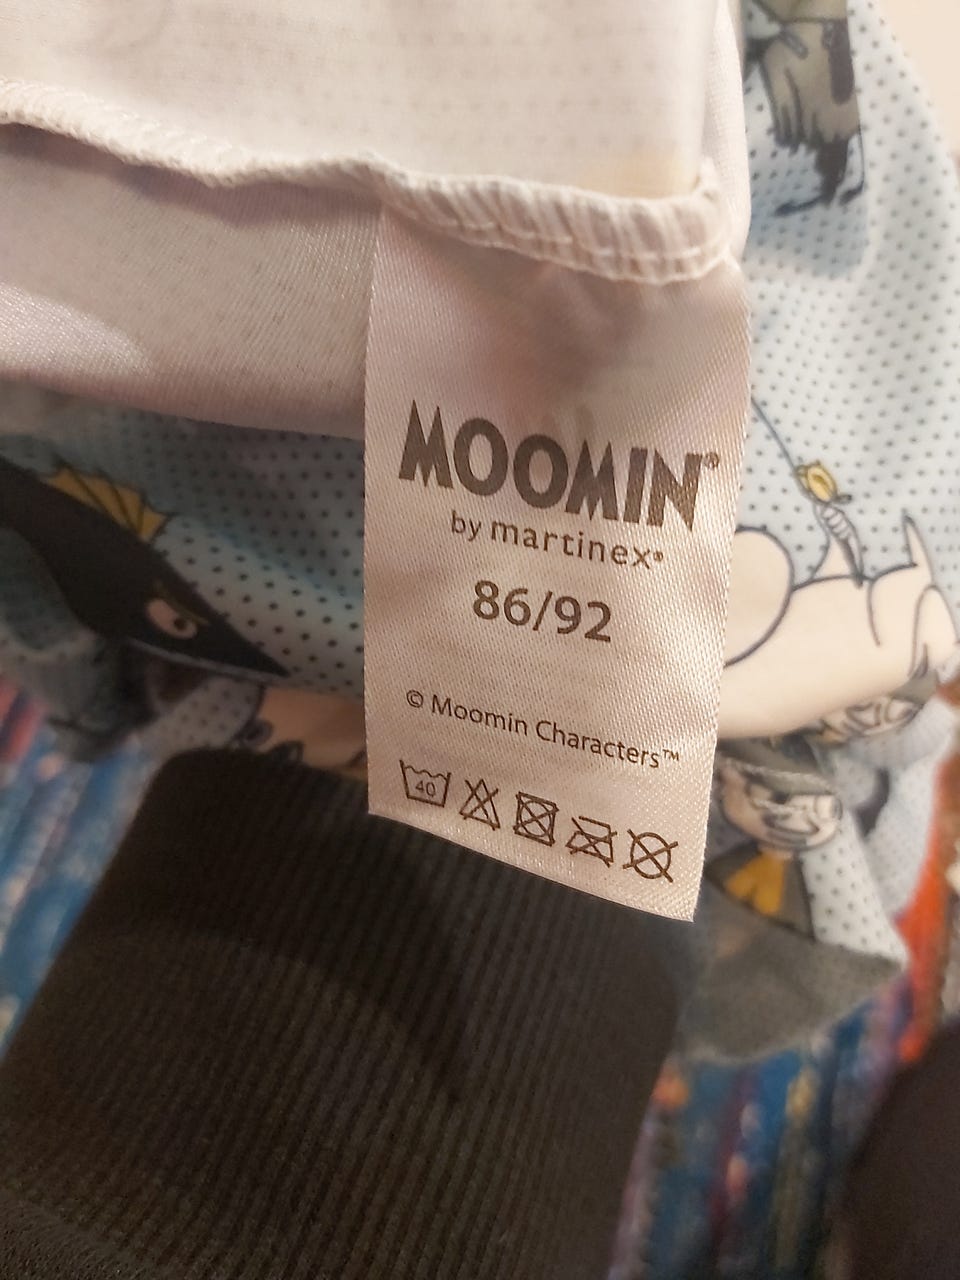 MOOMIN®
by martinex®
86/92
© Moomin Characters™
40